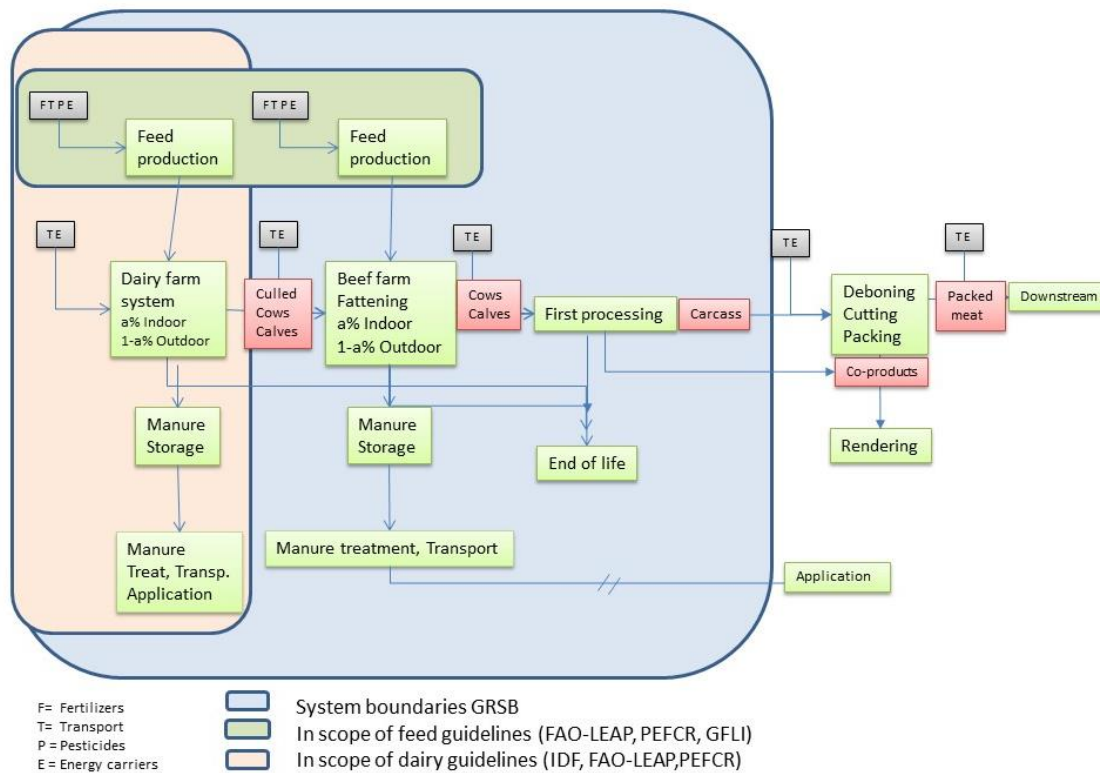 FTPE
FTPE
Feed
production
Feed
production
TE
TE
TE
TE
TE
Dairy farm
system
a% Indoor
1-a% Outdoor
Culled
Cows
Calves
Beef farm
Fattening
a% Indoor
1-a% Outdoor
Cows
Calves
First processing
Carcass
Deboning
Cutting
Packing
Packed
meat
Downstream
Co-products
Manure
Storage
Manure
Storage
End of life
Rendering
Manure
Treat, Transp.
Application
Manure treatment, Transport
Application
F= Fertilizers
T= Transport
P = Pesticides
E = Energy carriers
System boundaries GRSB
In scope of feed guidelines (FAO-LEAP, PEFCR, GFLI)
In scope of dairy guidelines (IDF, FAO-LEAP,PEFCR)